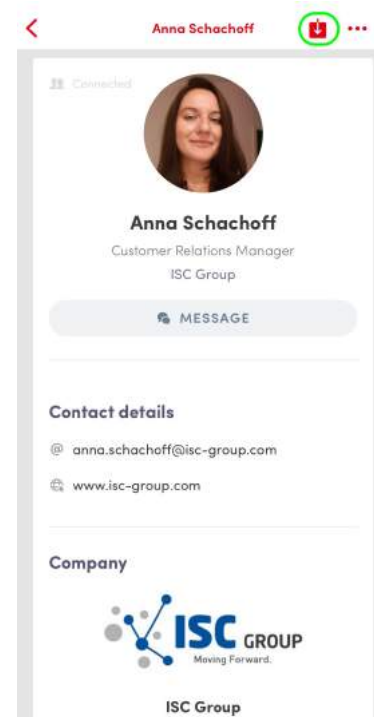 Anna Schachoff
Connected
Anna Schachoff
Customer Relations Manager
ISC Group
MESSAGE
Contact details
@ anna.schachoff@isc-group.com
www.isc-group.com
Company
ISC GROUP
Moving Forward.
ISC Group